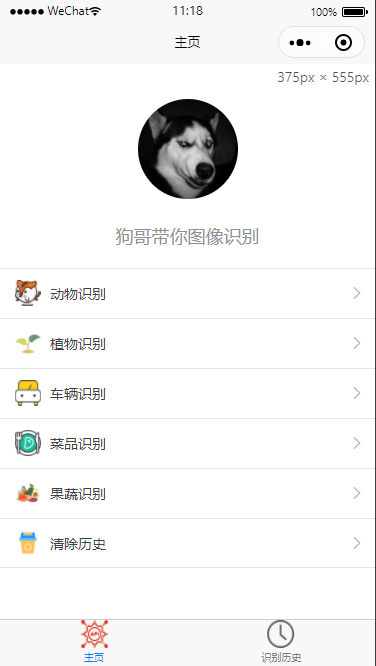 WeChat 11:18 100%
主页
375px × 555px
狗哥带你图像识别
动物识别
植物识别
车辆识别
菜品识别
果蔬识别
清除历史
API
主页 识别历史